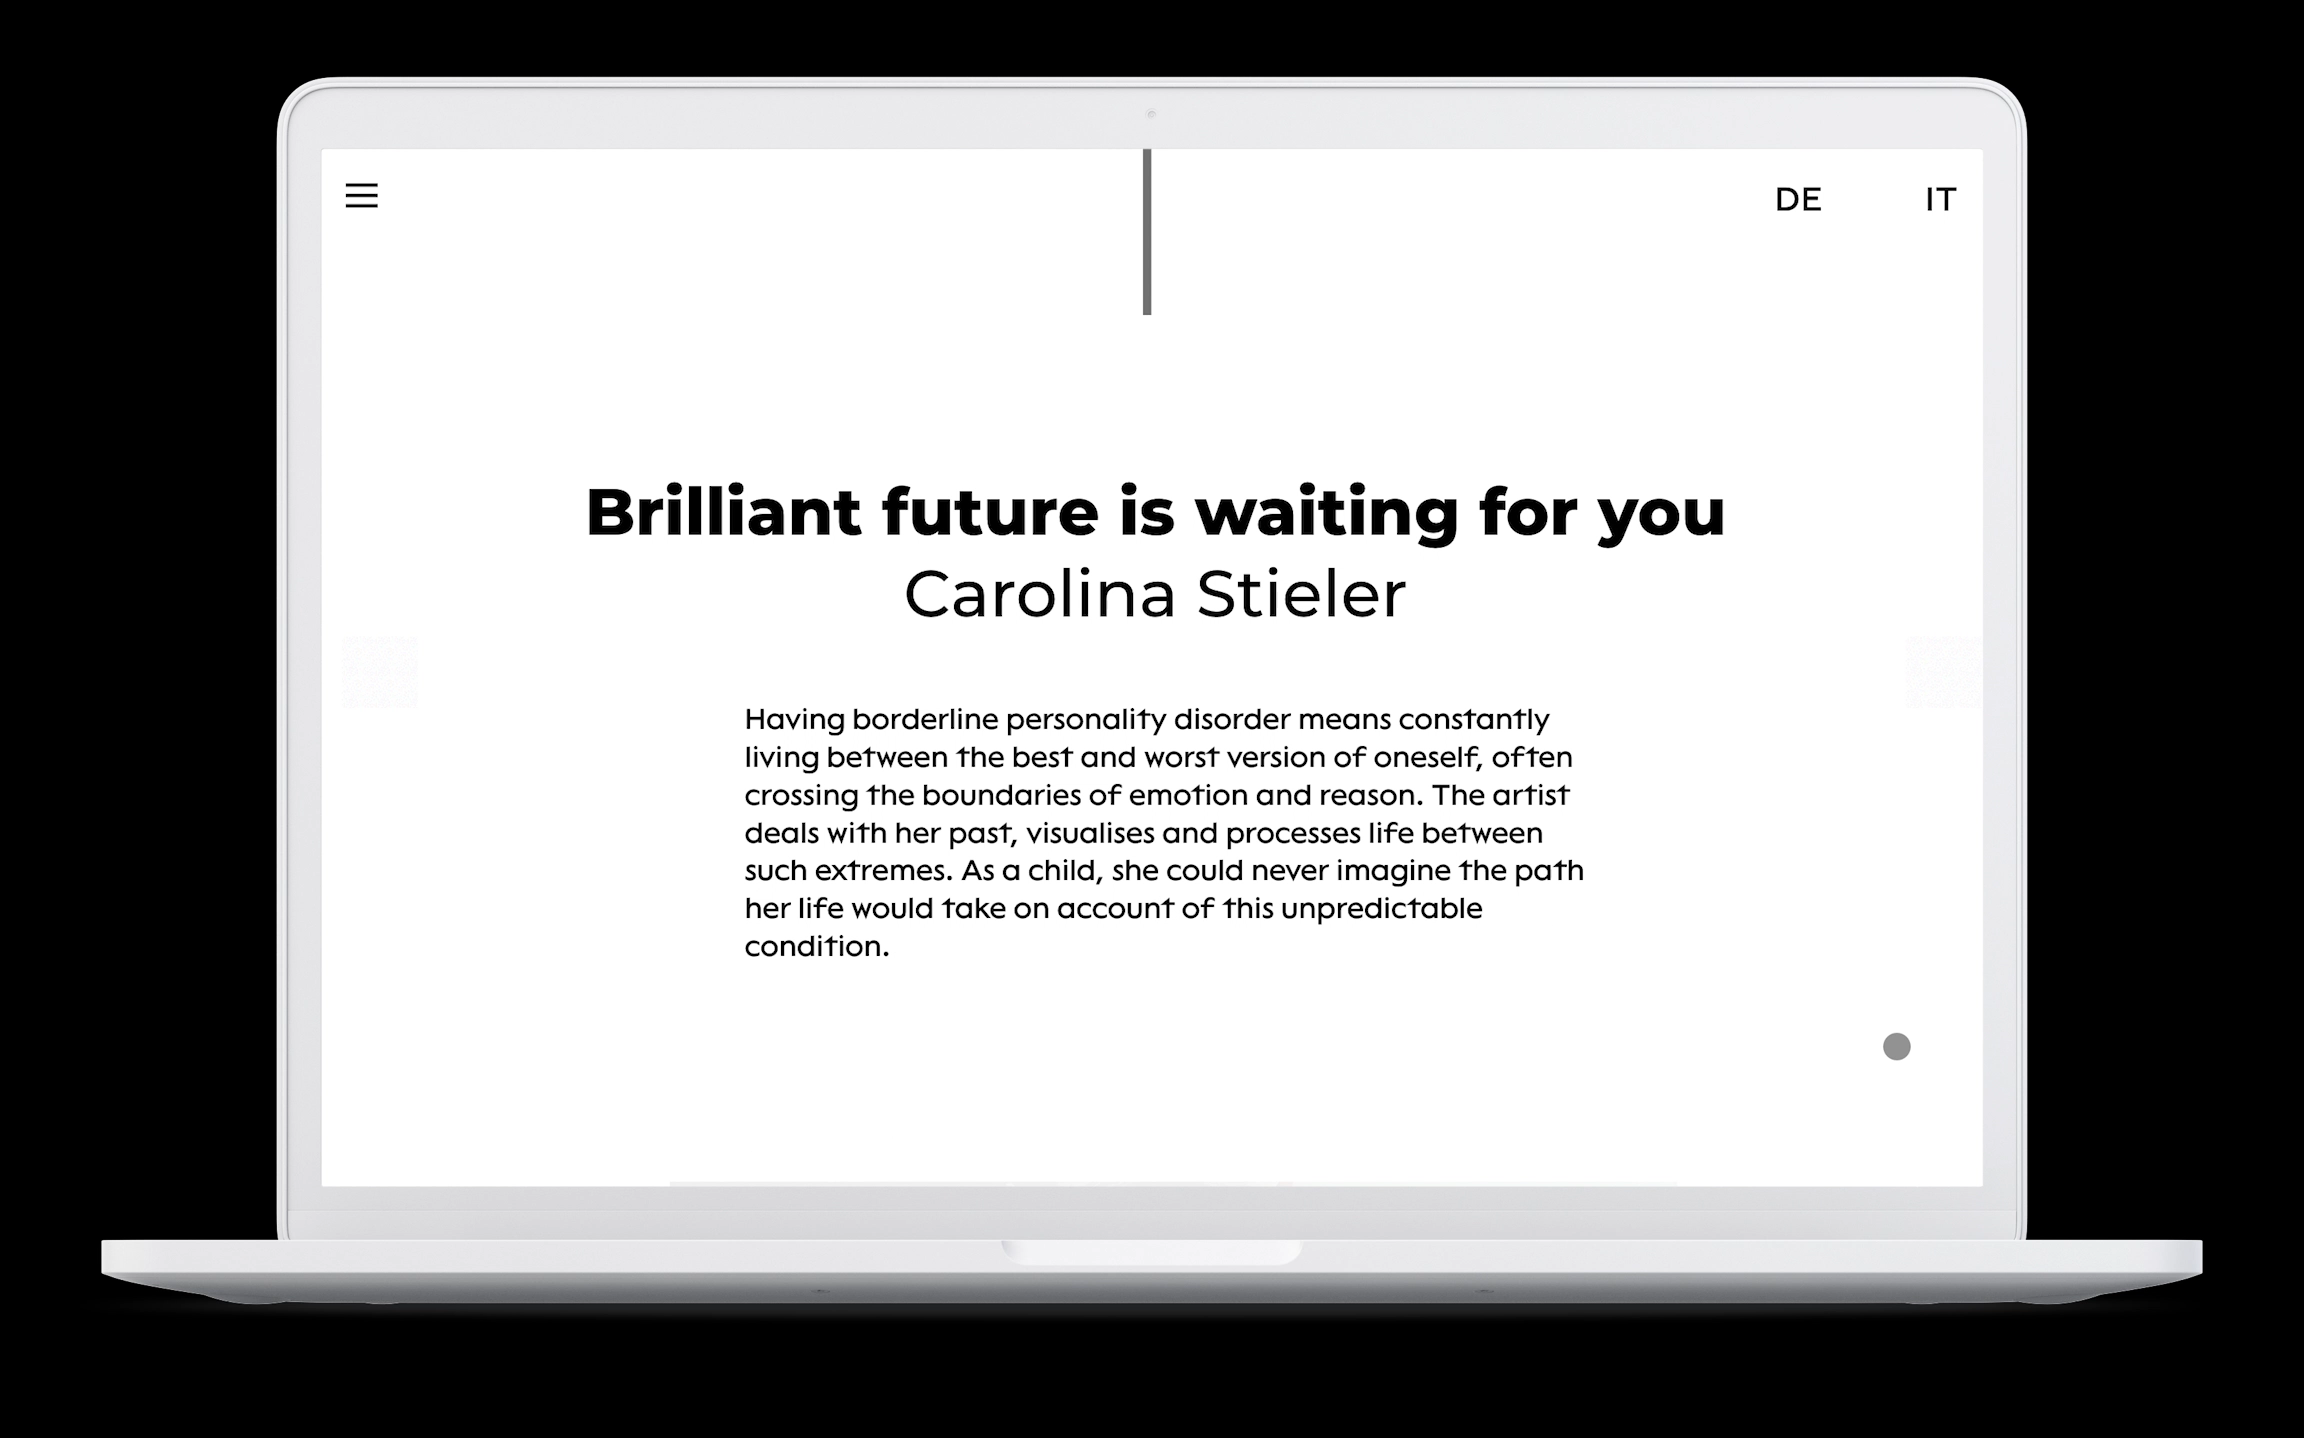 DE IT
Brilliant future is waiting for you
Carolina Stieler
Having borderline personality disorder means constantly
living between the best and worst version of oneself, often
crossing the boundaries of emotion and reason. The artist
deals with her past, visualises and processes life between
such extremes. As a child, she could never imagine the path
her life would take on account of this unpredictable
condition.